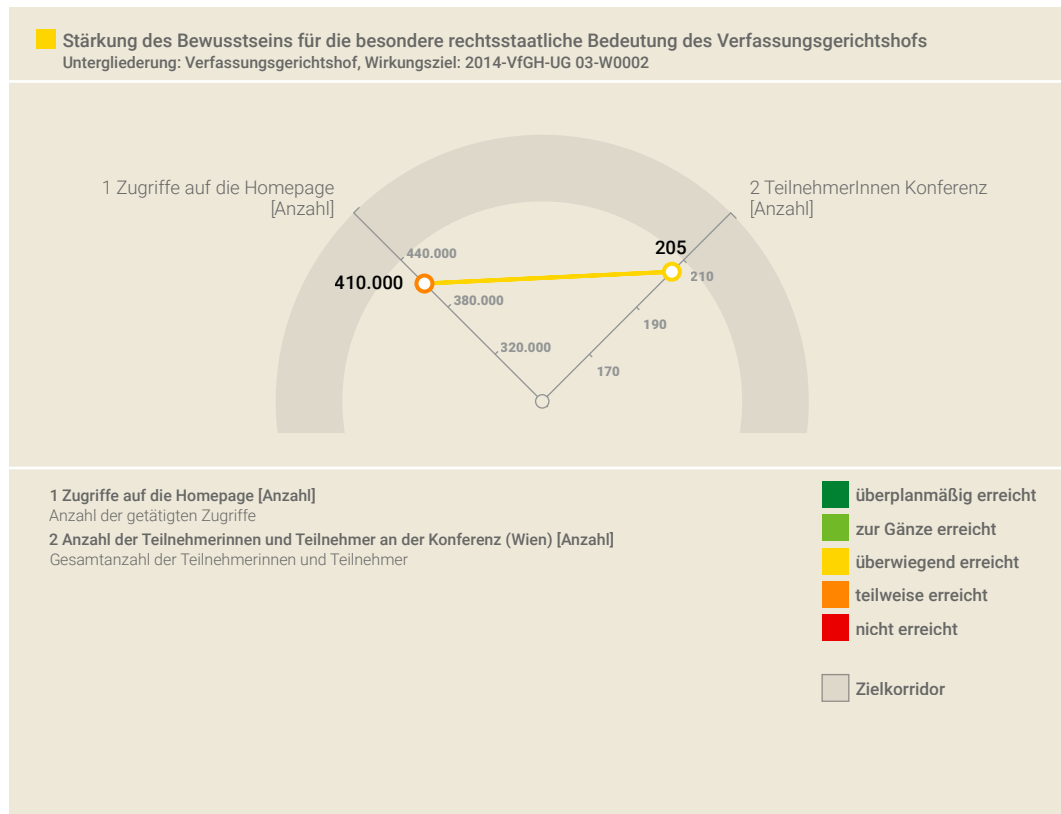 Stärkung des Bewusstseins für die besondere rechtsstaatliche Bedeutung des Verfassungsgerichtshofs
Untergliederung: Verfassungsgerichtshof, Wirkungsziel: 2014-VfGH-UG 03-W0002
1 Zugriffe auf die Homepage
[Anzahl]
2 TeilnehmerInnen Konferenz
[Anzahl]
440.000
410.000
380.000
320.000
205
210
190
170
1 Zugriffe auf die Homepage [Anzahl]
Anzahl der getätigten Zugriffe
2 Anzahl der Teilnehmerinnen und Teilnehmer an der Konferenz (Wien) [Anzahl]
Gesamtanzahl der Teilnehmerinnen und Teilnehmer
überplanmäßig erreicht
zur Gänze erreicht
überwiegend erreicht
teilweise erreicht
nicht erreicht
Zielkorridor